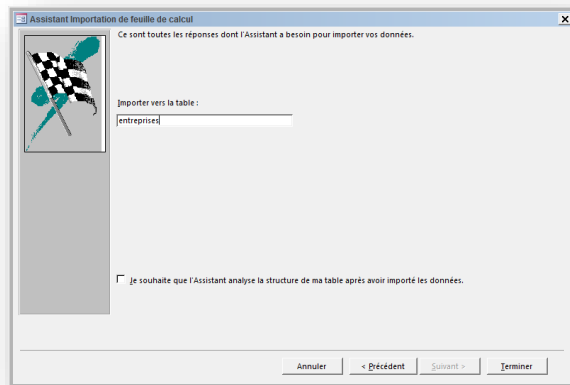 Assistant Importation de feuille de calcul
Ce sont toutes les réponses dont l'Assistant a besoin pour importer vos données.
Importer vers la table :
entreprises
Je souhaite que l'Assistant analyse la structure de ma table après avoir importé les données.
Annuler
< Précédent
Suivant >
Terminer